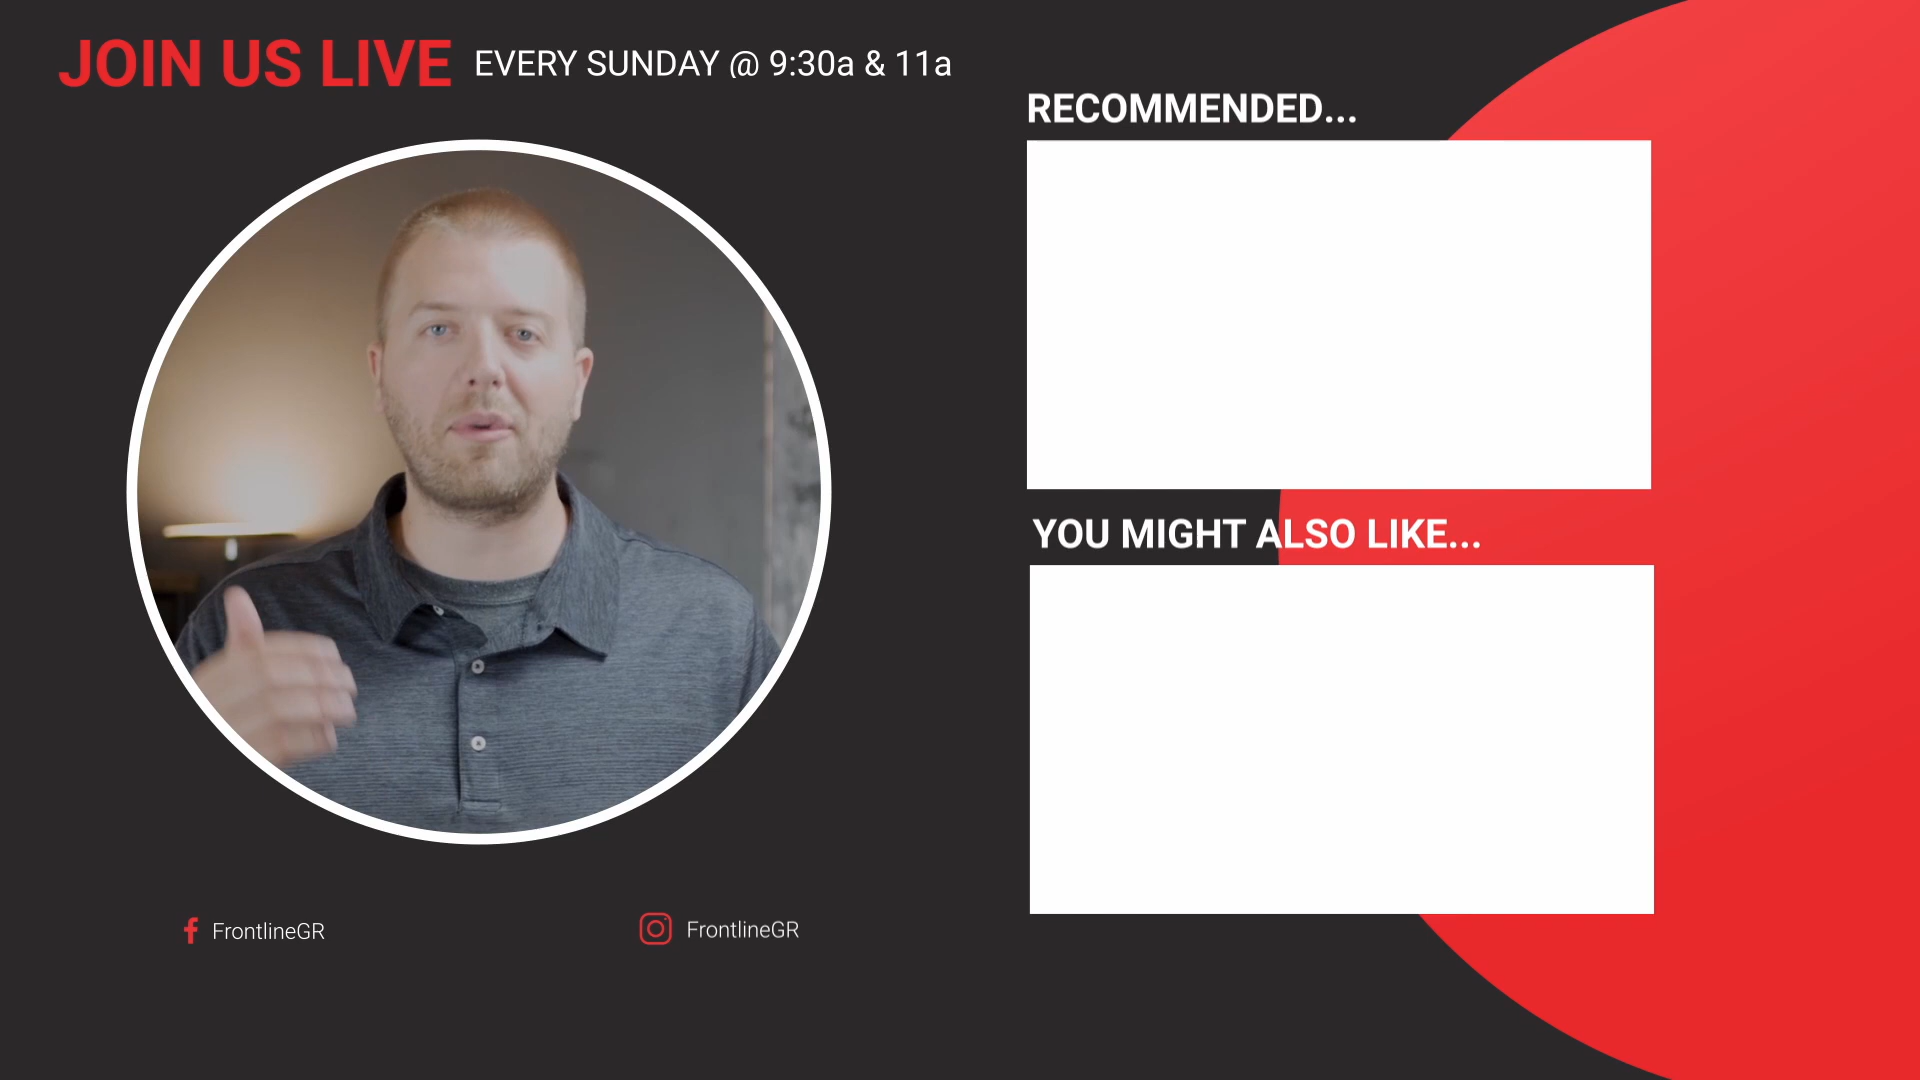 JOIN US LIVE EVERY SUNDAY @ 9:30a & 11a
RECOMMENDED...
YOU MIGHT ALSO LIKE...
FrontlineGR
FrontlineGR